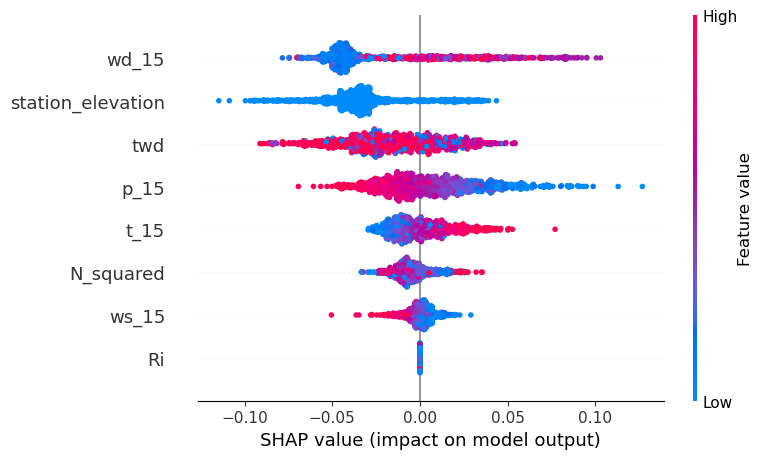 High
wd_15
station_elevation
twd
p_15
t_15
N_squared
ws_15
Ri
Feature value
Low
−0.10 −0.05 0.00 0.05 0.10
SHAP value (impact on model output)